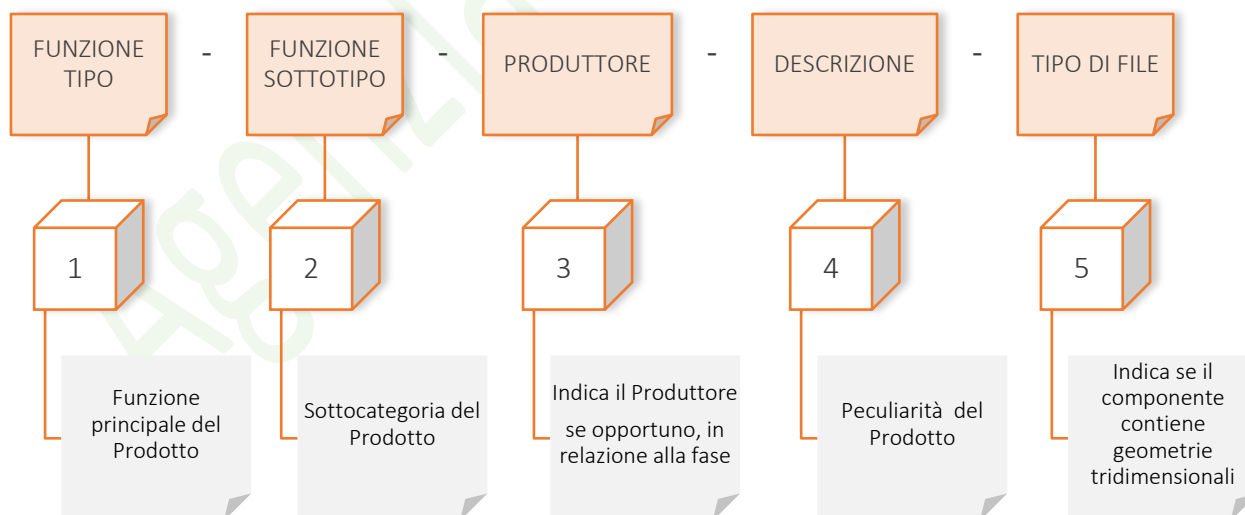 FUNZIONE
TIPO
-
FUNZIONE
SOTTOTIPO
-
PRODUTTORE
-
DESCRIZIONE
-
TIPO DI FILE
1
2
3
4
5
Funzione
principale del
Prodotto
Sottocategoria del
Prodotto
Indica il Produttore
se opportuno, in
relazione alla fase
Peculiarità del
Prodotto
Indica se il
componente
contiene
geometrie
tridimensionali